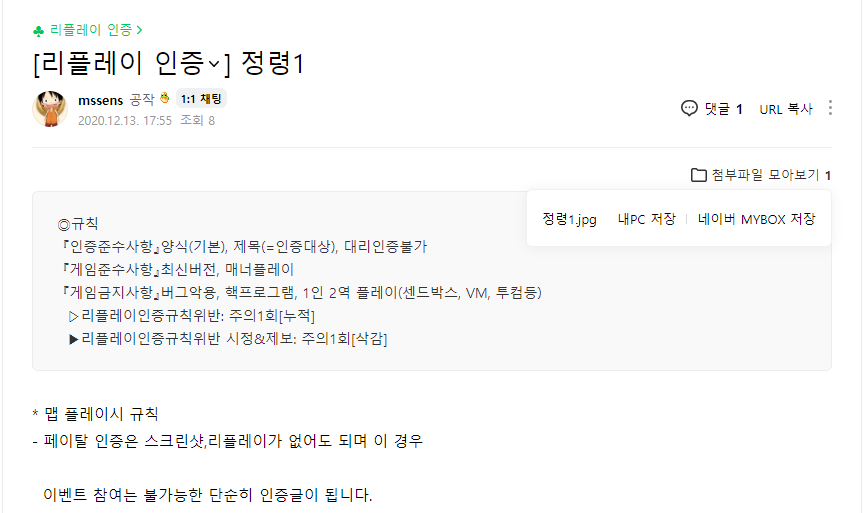 리플레이 인증 >
[리플레이 인증] 정령1
mssens 공작 1:1 채팅
2020.12.13. 17:55 조회 8
댓글 1 URL 복사
첨부파일 모아보기 1
정령1.jpg 내PC 저장 네이버 MYBOX 저장
◎규칙
『인증준수사항』양식(기본), 제목(=인증대상), 대리인증불가
『게임준수사항』최신버전, 매너플레이
『게임금지사항』버그악용, 핵프로그램, 1인 2역 플레이(센드박스, VM, 투컴등)
▷리플레이인증규칙위반: 주의1회[누적]
▶리플레이인증규칙위반 시정&제보: 주의1회[삭감]
* 맵 플레이시 규칙
- 페이탈 인증은 스크린샷,리플레이가 없어도 되며 이 경우
이벤트 참여는 불가능한 단순히 인증글이 됩니다.